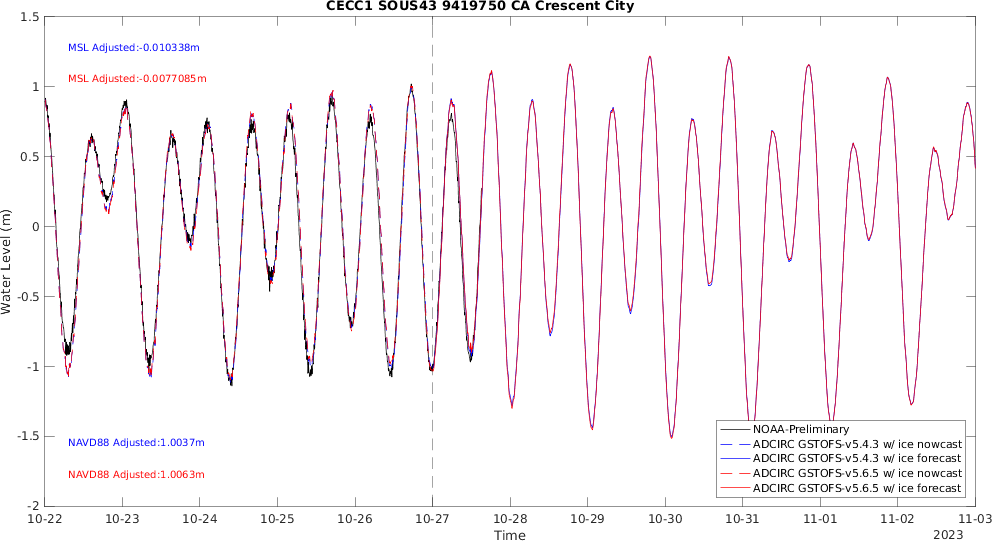 CECC1 SOUS43 9419750 CA Crescent City
MSL Adjusted:-0.010338m
MSL Adjusted:-0.0077085m
NAVD88 Adjusted:1.0037m
NAVD88 Adjusted:1.0063m
Water Level (m)
1.5
1
0.5
0
-0.5
-1
-1.5
-2
NOAA-Preliminary
ADCIRC GSTOFS-v5.4.3 w/ ice nowcast
ADCIRC GSTOFS-v5.4.3 w/ ice forecast
ADCIRC GSTOFS-v5.6.5 w/ ice nowcast
ADCIRC GSTOFS-v5.6.5 w/ ice forecast
10-22 10-23 10-24 10-25 10-26 10-27 10-28 10-29 10-30 10-31 11-01 11-02 11-03
Time
2023